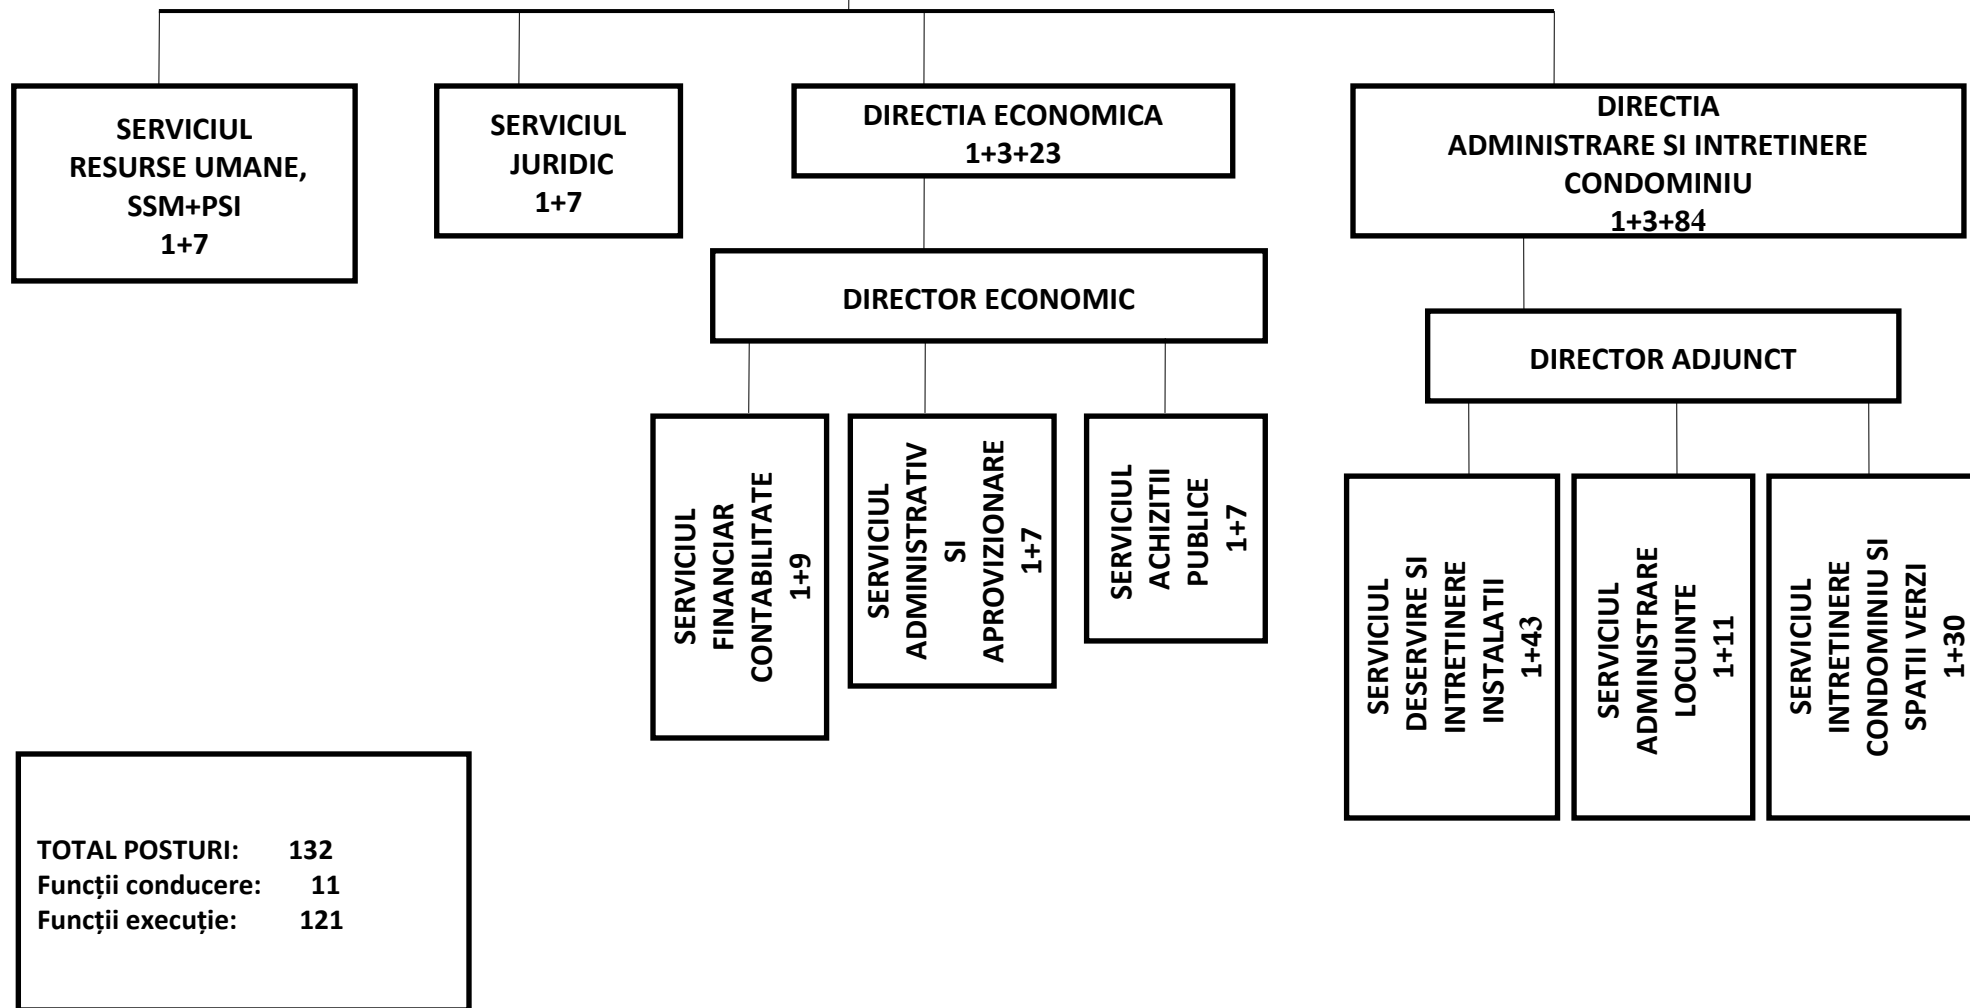 SERVICIUL
RESURSE UMANE,
SSM+PSI
1+7
SERVICIUL
JURIDIC
1+7
DIRECTIA ECONOMICA
1+3+23
DIRECTIA
ADMINISTRARE SI INTRETINERE
CONDOMINIU
1+3+84
DIRECTOR ECONOMIC
DIRECTOR ADJUNCT
SERVICIUL
FINANCIAR
CONTABILITATE
1+9
SERVICIUL
ADMINISTRATIV
SI
APROVIZIONARE
1+7
SERVICIUL
ACHIZITII
PUBLICE
1+7
SERVICIUL
DESERVIRE SI
INTRETINERE
INSTALATII
1+43
SERVICIUL
ADMINISTRARE
LOCUINTE
1+11
SERVICIUL
INTRETINERE
CONDOMINIU SI
SPATII VERZI
1+30
TOTAL POSTURI: 132
Funcții conducere: 11
Funcții execuție: 121